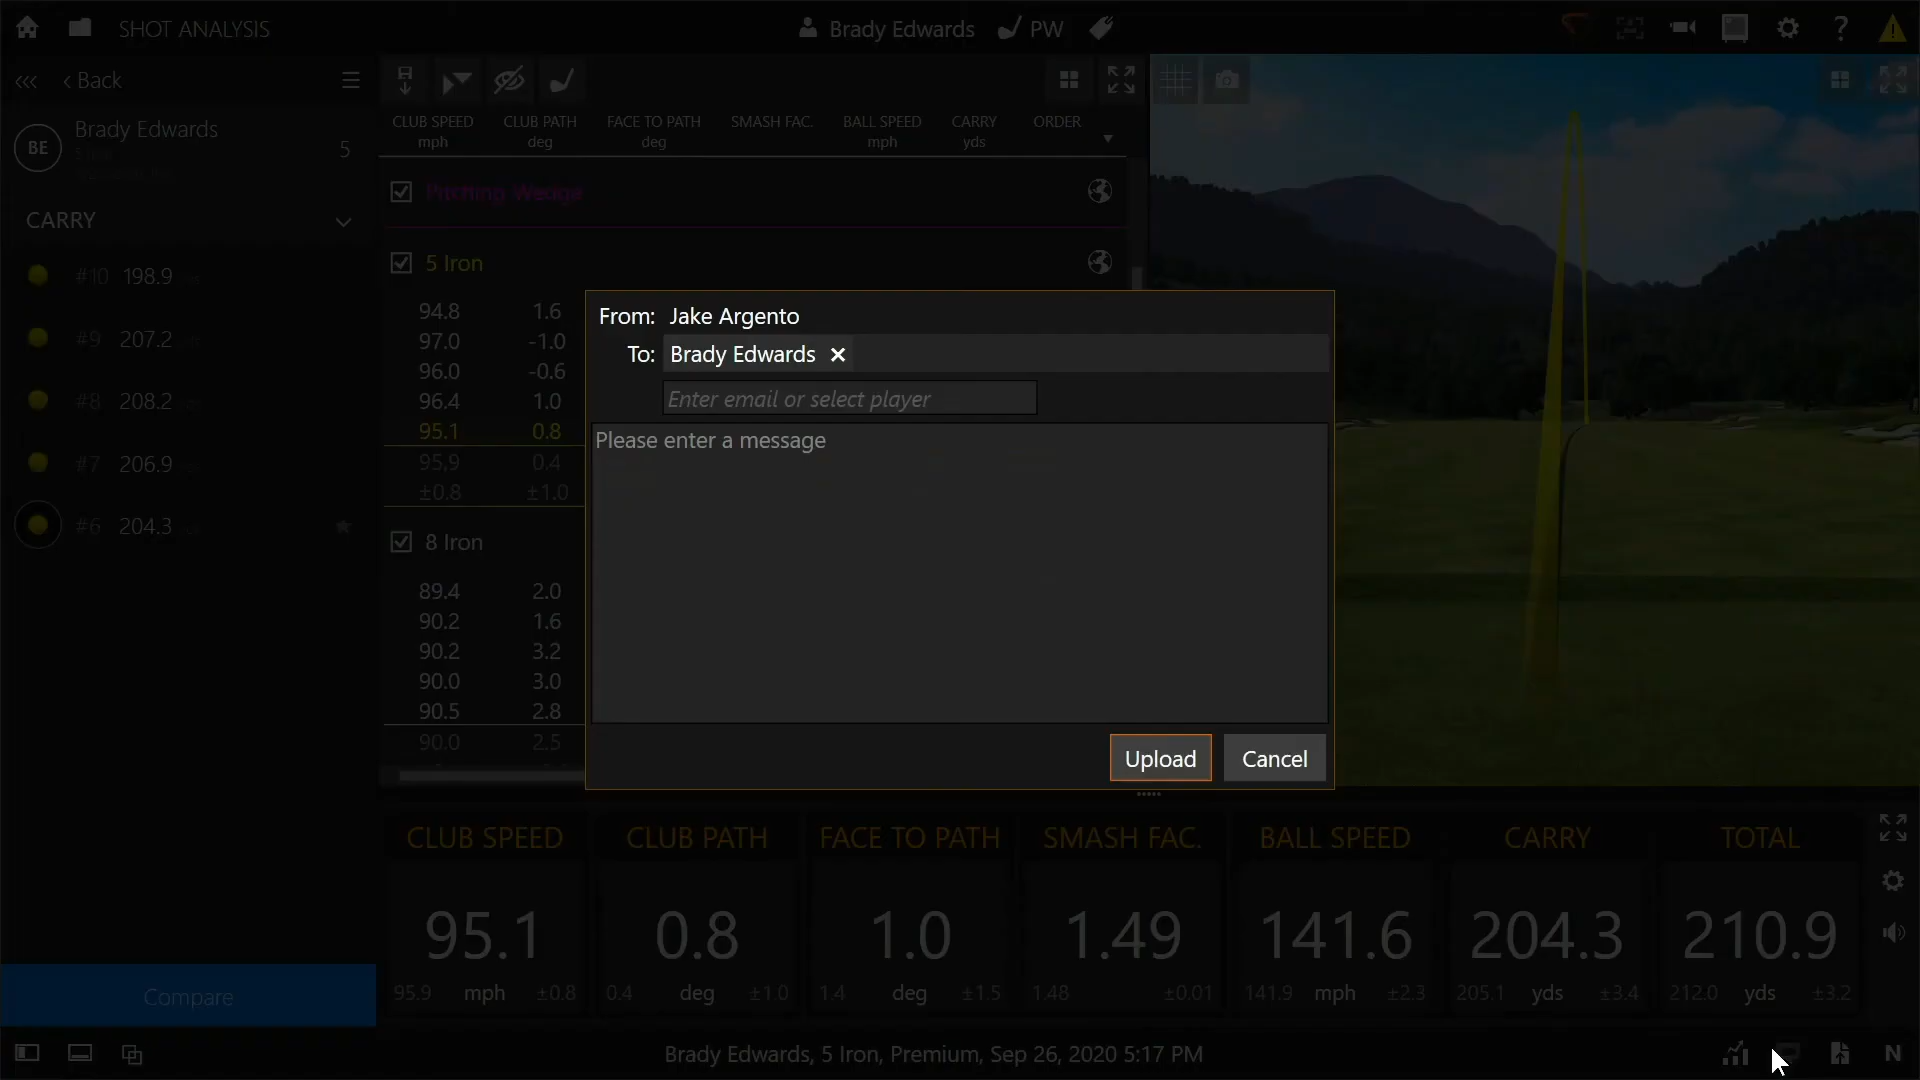 SHOT ANALYSIS
Brady Edwards
PW
?
Back
BE
Brady Edwards
5
CARRY
#10 198.9
#9 207.2
#8 208.2
#7 206.9
#6 204.3
CLUB SPEED CLUB PATH FACE TO PATH SMASH FAC. BALL SPEED CARRY ORDER
mph deg deg mph yds
Pitching Wedge
5 Iron
94.8 1.6
97.0 -1.0
96.0 -0.6
96.4 1.0
95.1 0.8
95.9 0.4
±0.8 ±1.0
8 Iron
89.4 2.0
90.2 1.6
90.2 3.2
90.0 3.0
90.5 2.8
90.0 2.5
From: Jake Argento
To: Brady Edwards ×
Enter email or select player
Please enter a message
Upload Cancel
CLUB SPEED CLUB PATH FACE TO PATH SMASH FAC. BALL SPEED CARRY TOTAL
95.1 0.8 1.0 1.49 141.6 204.3 210.9
95.9 mph ±0.8 0.4 deg ±1.0 1.4 deg ±1.5 1.48 ±0.01 141.9 mph ±2.3 205.1 yds ±3.4 212.0 yds ±3.2
Compare
Brady Edwards, 5 Iron, Premium, Sep 26, 2020 5:17 PM
N